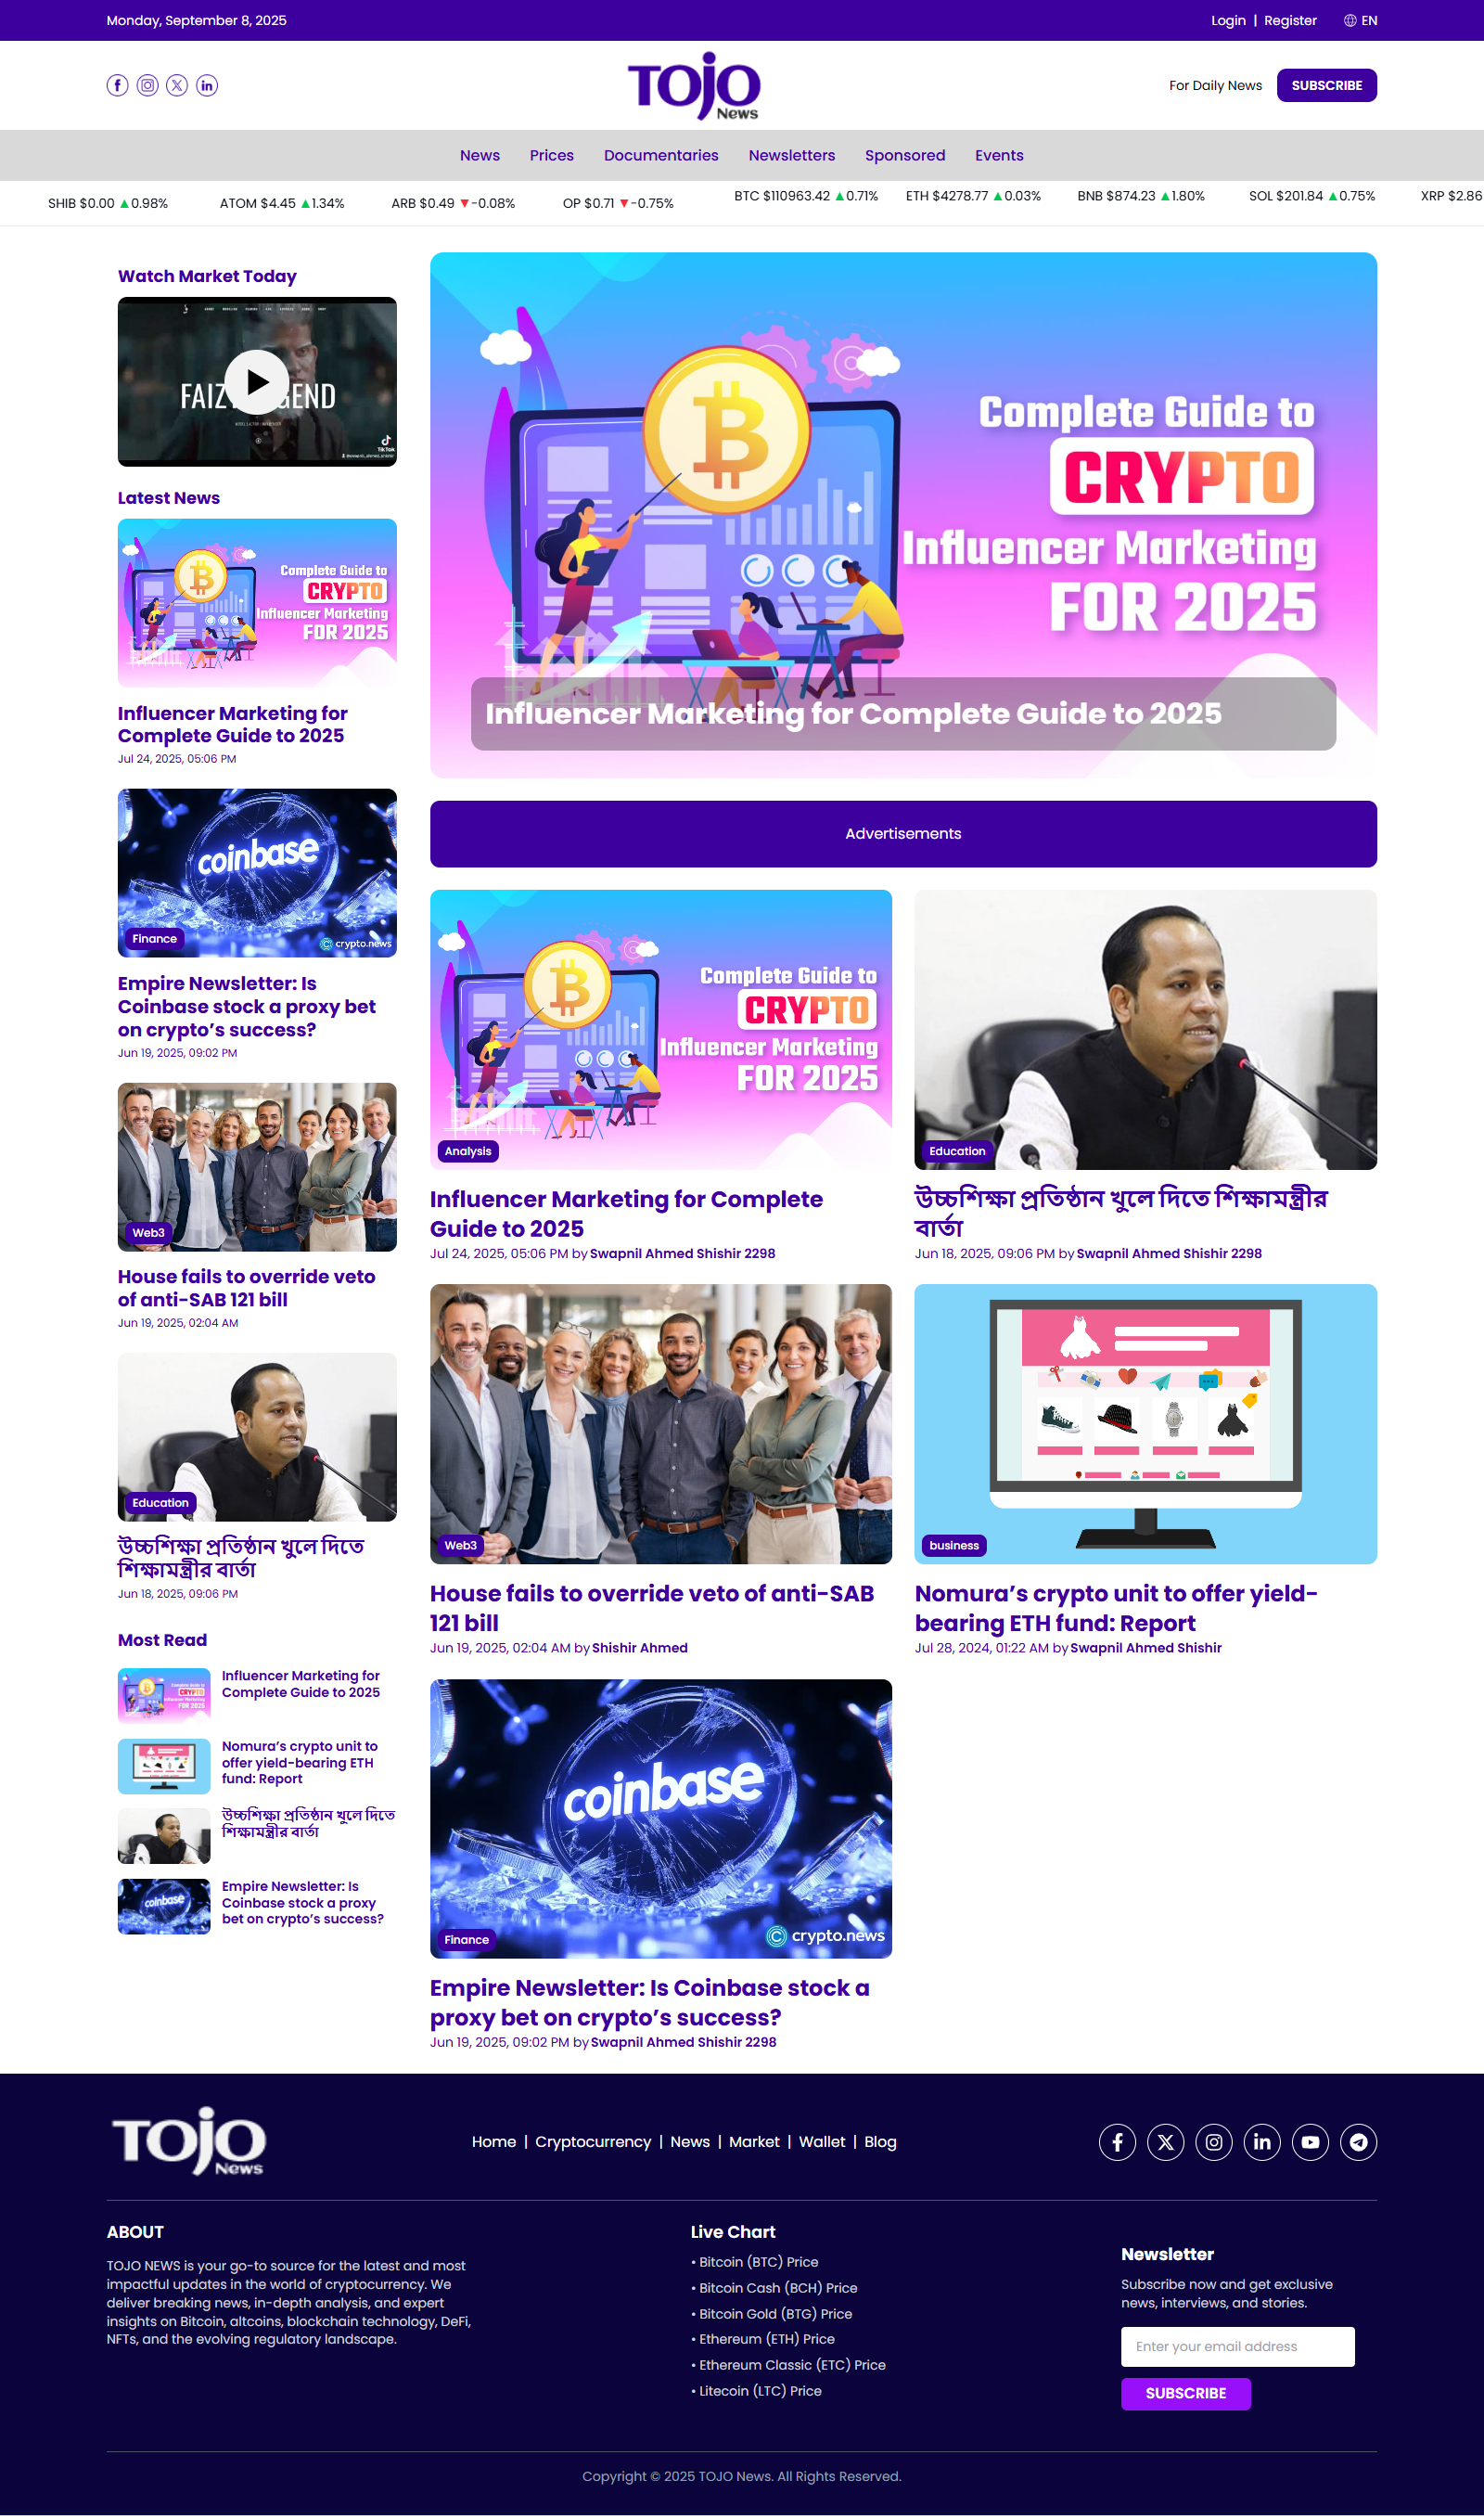 Monday, September 8, 2025
Login | Register EN
TOJO
News
For Daily News SUBSCRIBE
News Prices Documentaries Newsletters Sponsored Events
SHIB $0.00 ▲0.98% ATOM $4.45 ▲1.34% ARB $0.49 ▼-0.08% OP $0.71 ▼-0.75% BTC $110963.42 ▲0.71% ETH $4278.77 ▲0.03% BNB $874.23 ▲1.80% SOL $201.84 ▲0.75% XRP $2.86
Watch Market Today
TikTok
Latest News
Complete Guide to
CRYPTO
Influencer Marketing
FOR 2025
Influencer Marketing for
Complete Guide to 2025
Jul 24, 2025, 05:06 PM
coinbase
Finance
crypto.news
Empire Newsletter: Is
Coinbase stock a proxy bet
on crypto’s success?
Jun 19, 2025, 09:02 PM
Web3
House fails to override veto
of anti-SAB 121 bill
Jun 19, 2025, 02:04 AM
Education
উচ্চশিক্ষা প্রতিষ্ঠান খুলে দিতে
শিক্ষামন্ত্রীর বার্তা
Jun 18, 2025, 09:06 PM
Most Read
Complete Guide to
CRYPTO
Influencer Marketing
FOR 2025
Influencer Marketing for
Complete Guide to 2025
Nomura’s crypto unit to
offer yield-bearing ETH
fund: Report
উচ্চশিক্ষা প্রতিষ্ঠান খুলে দিতে
শিক্ষামন্ত্রীর বার্তা
coinbase
Empire Newsletter: Is
Coinbase stock a proxy
bet on crypto’s success?
Complete Guide to
CRYPTO
Influencer Marketing
FOR 2025
Influencer Marketing for Complete Guide to 2025
Advertisements
Complete Guide to
CRYPTO
Influencer Marketing
FOR 2025
Analysis
Influencer Marketing for Complete
Guide to 2025
Jul 24, 2025, 05:06 PM by Swapnil Ahmed Shishir 2298
Education
উচ্চশিক্ষা প্রতিষ্ঠান খুলে দিতে শিক্ষামন্ত্রীর
বার্তা
Jun 18, 2025, 09:06 PM by Swapnil Ahmed Shishir 2298
Web3
House fails to override veto of anti-SAB
121 bill
Jun 19, 2025, 02:04 AM by Shishir Ahmed
business
Nomura’s crypto unit to offer yield-
bearing ETH fund: Report
Jul 28, 2024, 01:22 AM by Swapnil Ahmed Shishir
coinbase
Finance
crypto.news
Empire Newsletter: Is Coinbase stock a
proxy bet on crypto’s success?
Jun 19, 2025, 09:02 PM by Swapnil Ahmed Shishir 2298
TOJO
News
Home | Cryptocurrency | News | Market | Wallet | Blog
ABOUT
TOJO NEWS is your go-to source for the latest and most
impactful updates in the world of cryptocurrency. We
deliver breaking news, in-depth analysis, and expert
insights on Bitcoin, altcoins, blockchain technology, DeFi,
NFTs, and the evolving regulatory landscape.
Live Chart
• Bitcoin (BTC) Price
• Bitcoin Cash (BCH) Price
• Bitcoin Gold (BTG) Price
• Ethereum (ETH) Price
• Ethereum Classic (ETC) Price
• Litecoin (LTC) Price
Newsletter
Subscribe now and get exclusive
news, interviews, and stories.
Enter your email address
SUBSCRIBE
Copyright © 2025 TOJO News. All Rights Reserved.